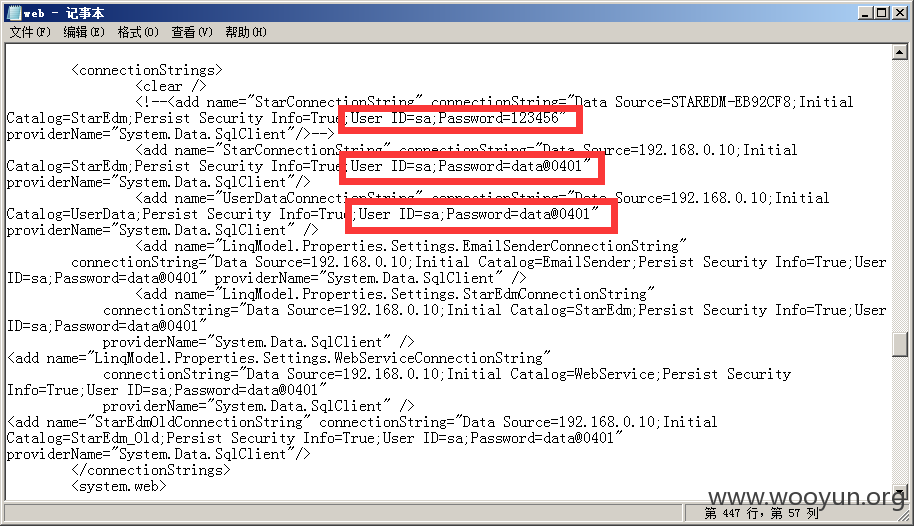 web - 记事本
文件(F) 编辑(E) 格式(O) 查看(V) 帮助(H)
<connectionStrings>
<clear />
<!--<add name="StarConnectionString" connectionString="Data Source=STAREDM-EB92CF8;Initial
Catalog=StarEdm;Persist Security Info=True;User ID=sa;Password=123456"
providerName="System.Data.SqlClient"/>-->
<add name="StarConnectionString" connectionString="Data Source=192.168.0.10;Initial
Catalog=StarEdm;Persist Security Info=True;User ID=sa;Password=data@0401"
providerName="System.Data.SqlClient"/>
<add name="UserDataConnectionString" connectionString="Data Source=192.168.0.10;Initial
Catalog=UserData;Persist Security Info=True;User ID=sa;Password=data@0401"
providerName="System.Data.SqlClient" />
<add name="LinqModel.Properties.Settings.EmailSenderConnectionString"
connectionString="Data Source=192.168.0.10;Initial Catalog=EmailSender;Persist Security Info=True;User
ID=sa;Password=data@0401" providerName="System.Data.SqlClient" />
<add name="LinqModel.Properties.Settings.StarEdmConnectionString"
connectionString="Data Source=192.168.0.10;Initial Catalog=StarEdm;Persist Security Info=True;User
ID=sa;Password=data@0401"
providerName="System.Data.SqlClient" />
<add name="LinqModel.Properties.Settings.WebServiceConnectionString"
connectionString="Data Source=192.168.0.10;Initial Catalog=WebService;Persist Security
Info=True;User ID=sa;Password=data@0401"
providerName="System.Data.SqlClient" />
<add name="StarEdmOldConnectionString" connectionString="Data Source=192.168.0.10;Initial
Catalog=StarEdm_Old;Persist Security Info=True;User ID=sa;Password=data@0401"
providerName="System.Data.SqlClient"/>
</connectionStrings>
<system.web>
www.wooyun.org
第 447 行，第 57 列